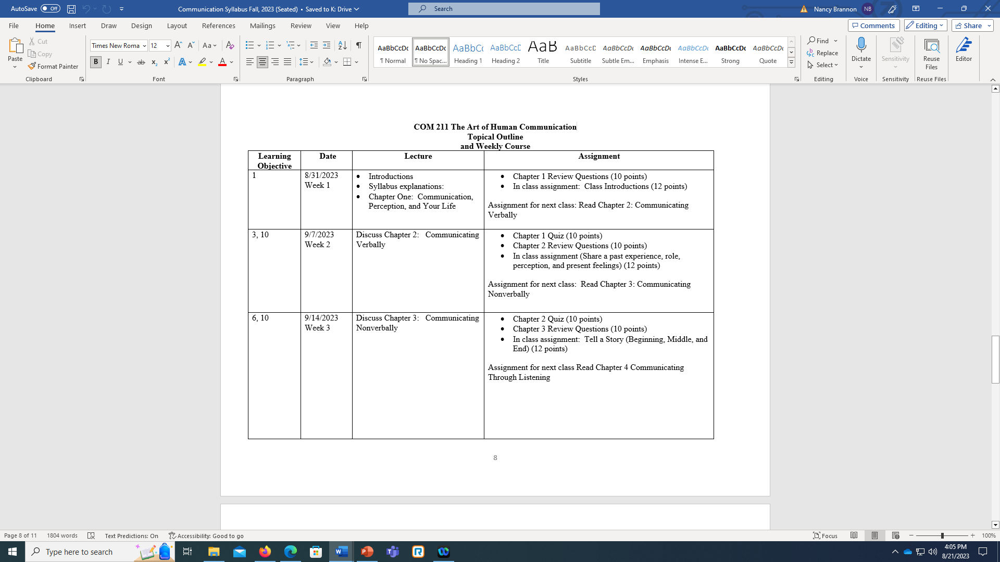 AutoSave Off Communication Syllabus Fall, 2023 (Seated) • Saved to K: Drive Search Nancy Brannon NB
File Home Insert Draw Design Layout References Mailings Review View Help Comments Editing Share
Paste
Cut
Copy
Format Painter
Clipboard
Times New Roma 12
Font
Paragraph
AaBbCcDc AaBbCcDc AaBbC AaBbCcD AaB AaBbCcD AaBbCcDc AaBbCcDc AaBbCcDc AaBbCcDc AaBbCcDc
¶ Normal ¶ No Spac... Heading 1 Heading 2 Title Subtitle Subtle Em... Emphasis Intense E... Strong Quote
Styles
Find
Replace
Select
Editing
Dictate
Voice
Sensitivity
Sensitivity
Reuse
Files
Reuse Files
Editor
COM 211 The Art of Human Communication
Topical Outline
and Weekly Course
Learning
Objective
Date
Lecture
Assignment
1
8/31/2023
Week 1
• Introductions
• Syllabus explanations:
• Chapter One: Communication,
Perception, and Your Life
• Chapter 1 Review Questions (10 points)
• In class assignment: Class Introductions (12 points)
Assignment for next class: Read Chapter 2: Communicating
Verbally
3, 10
9/7/2023
Week 2
Discuss Chapter 2: Communicating
Verbally
• Chapter 1 Quiz (10 points)
• Chapter 2 Review Questions (10 points)
• In class assignment (Share a past experience, role,
perception, and present feelings) (12 points)
Assignment for next class: Read Chapter 3: Communicating
Nonverbally
6, 10
9/14/2023
Week 3
Discuss Chapter 3: Communicating
Nonverbally
• Chapter 2 Quiz (10 points)
• Chapter 3 Review Questions (10 points)
• In class assignment: Tell a Story (Beginning, Middle, and
End) (12 points)
Assignment for next class Read Chapter 4 Communicating
Through Listening
8
Page 8 of 11 1804 words Text Predictions: On Accessibility: Good to go Focus 100%
Type here to search
4:05 PM
8/21/2023